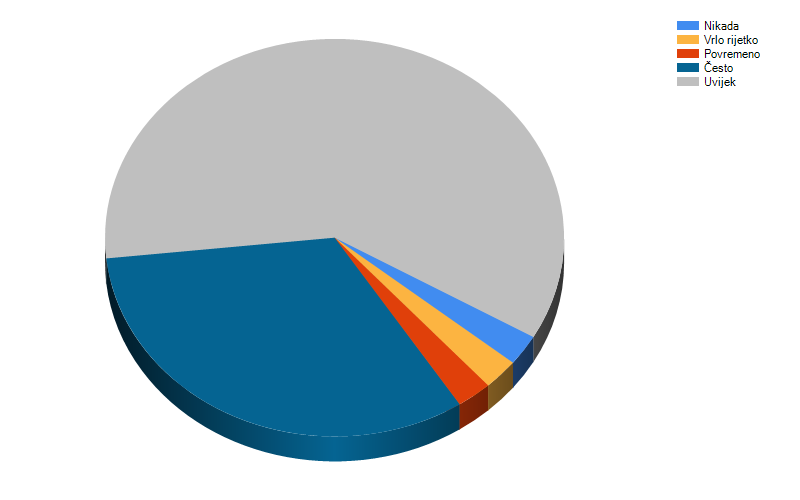 Nikada
Vrlo rijetko
Povremeno
Često
Uvijek